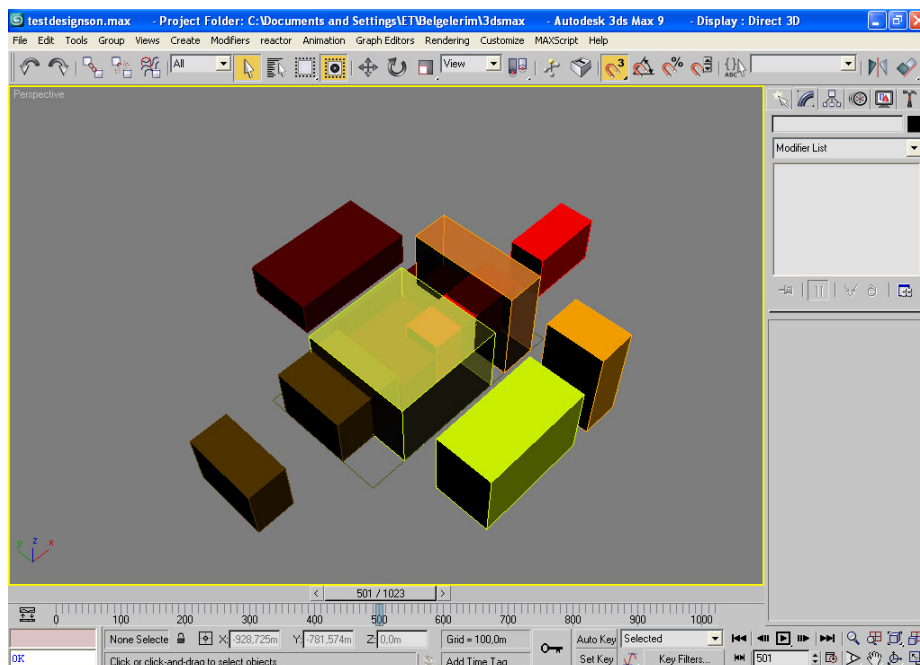 testdesignson.max - Project Folder: C:\Documents and Settings\ET\Belgelerim\3dsmax - Autodesk 3ds Max 9 - Display : Direct 3D
File Edit Tools Group Views Create Modifiers reactor Animation Graph Editors Rendering Customize MAXScript Help
All View 3 % ABC
Perspective
Modifier List
z
y x
< 501 / 1023 >
0 100 200 300 400 500 600 700 800 900 1000
None Selecte X: -928,725m Y: -781,574m Z: 0,0m Grid = 100,0m Auto Key Selected
OK Click or click-and-drag to select objects Add Time Tag Set Key Key Filters... 501